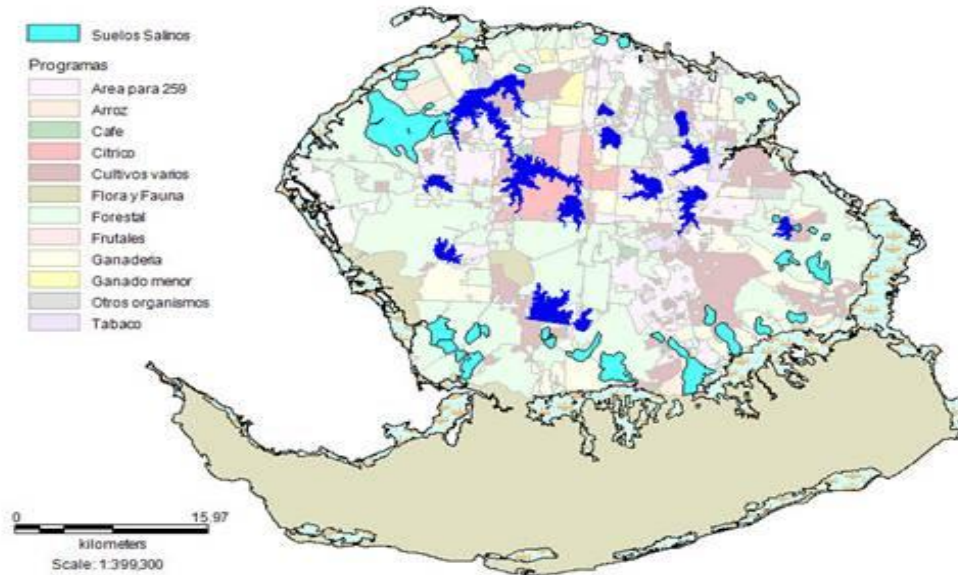 Suelos Salinos
Programas
Area para 259
Arroz
Cafe
Citrico
Cultivos varios
Flora y Fauna
Forestal
Frutales
Ganaderia
Ganado menor
Otros organismos
Tabaco
0 15.97
kilometers
Scale: 1:399,300